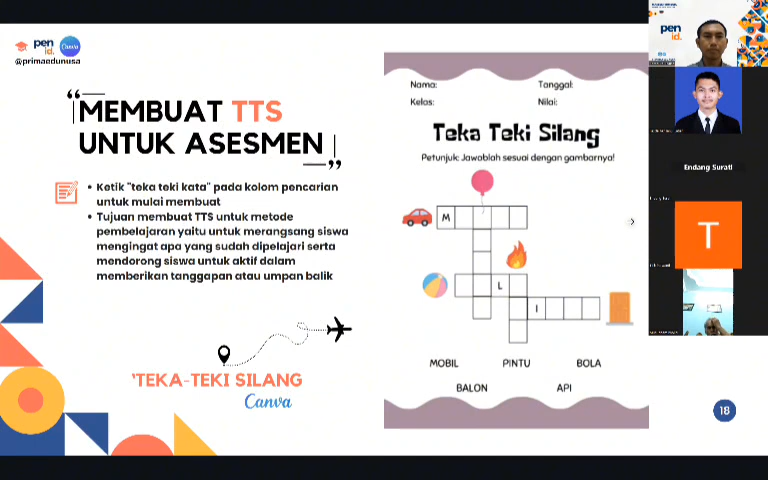 pen
id.
Canva
@primaedunusa
“MEMBUAT TTS
UNTUK ASESMEN”
Ketik "teka teki kata" pada kolom pencarian
untuk mulai membuat
Tujuan membuat TTS untuk metode
pembelajaran yaitu untuk merangsang siswa
mengingat apa yang sudah dipelajari serta
mendorong siswa untuk aktif dalam
memberikan tanggapan atau umpan balik
'TEKA-TEKI SILANG
Canva
Nama:
Tanggal:
Kelas:
Nilai:
Teka Teki Silang
Petunjuk: Jawablah sesuai dengan gambarnya!
M
L
I
MOBIL
PINTU
BOLA
BALON
API
18
pen
id.
Endang Surati
T